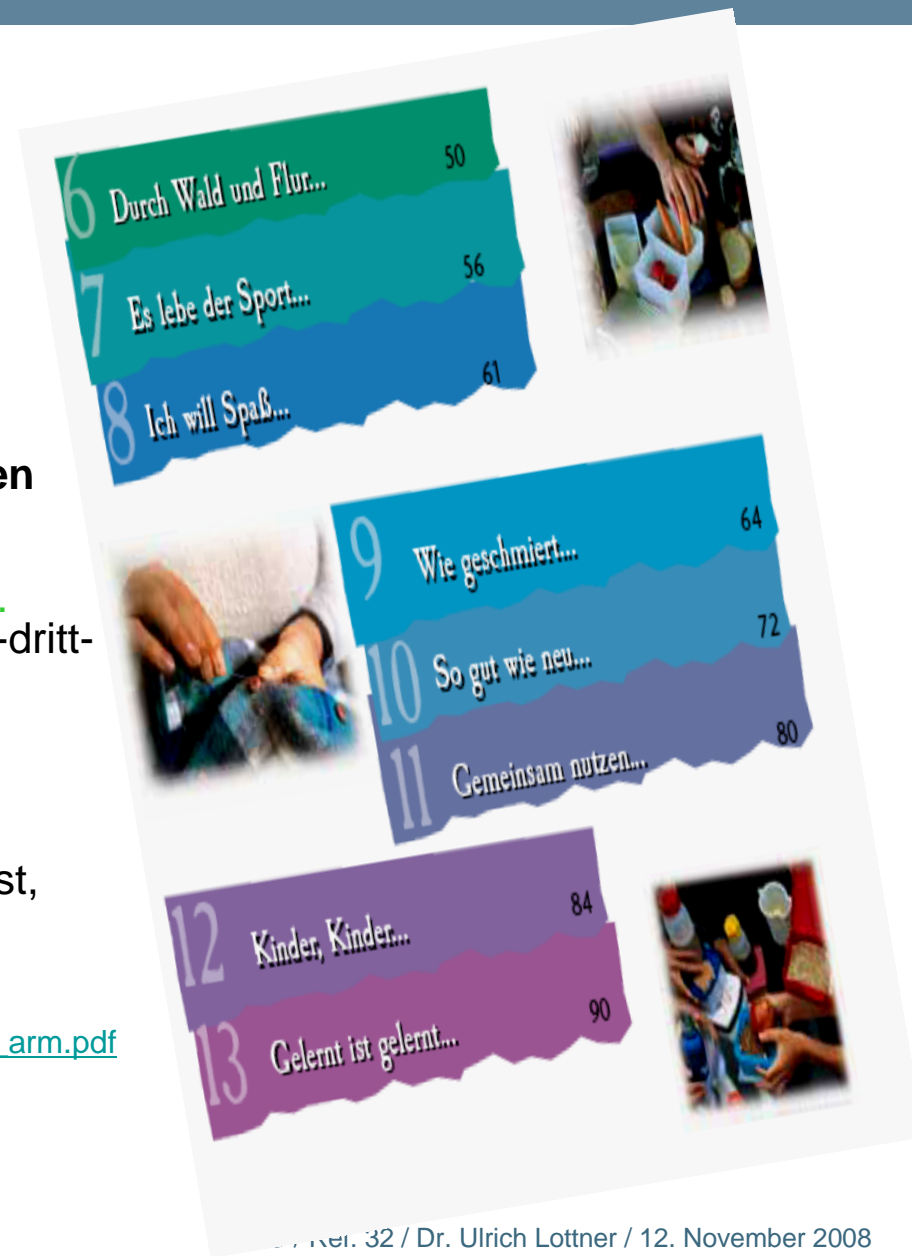 6 Durch Wald und Flur... 50
7 Es lebe der Sport... 56
8 Ich will Spaß... 61
en
-dritt-
st,
_arm.pdf
9 Wie geschmiert... 64
10 So gut wie neu... 72
11 Gemeinsam nutzen... 80
12 Kinder, Kinder... 84
13 Gelernt ist gelernt... 90
/ Ref. 32 / Dr. Ulrich Lottner / 12. November 2008